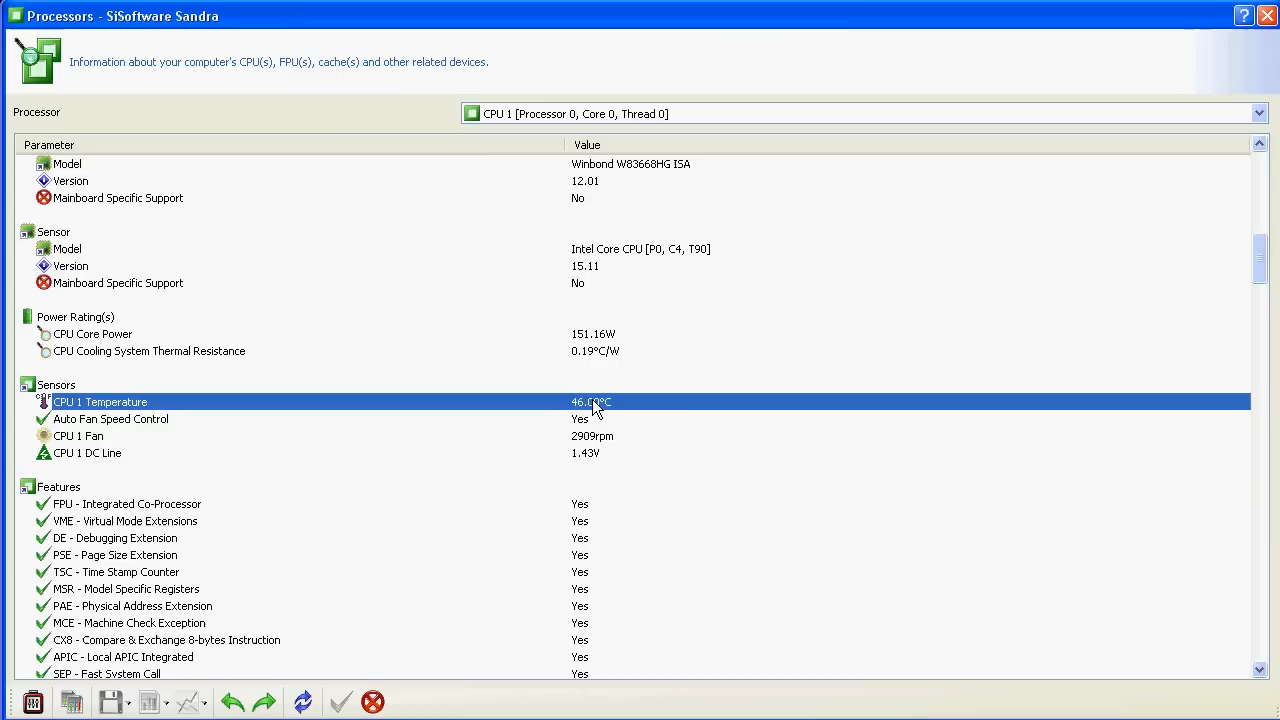 Processors - SiSoftware Sandra
Information about your computer's CPU(s), FPU(s), cache(s) and other related devices.
Processor CPU 1 [Processor 0, Core 0, Thread 0]
Parameter Value
Model Winbond W83668HG ISA
Version 12.01
Mainboard Specific Support No
Sensor
Model Intel Core CPU [P0, C4, T90]
Version 15.11
Mainboard Specific Support No
Power Rating(s)
CPU Core Power 151.16W
CPU Cooling System Thermal Resistance 0.19°C/W
Sensors
CPU 1 Temperature
Auto Fan Speed Control Yes
CPU 1 Fan 2909rpm
CPU 1 DC Line 1.43V
Features
FPU - Integrated Co-Processor Yes
VME - Virtual Mode Extensions Yes
DE - Debugging Extension Yes
PSE - Page Size Extension Yes
TSC - Time Stamp Counter Yes
MSR - Model Specific Registers Yes
PAE - Physical Address Extension Yes
MCE - Machine Check Exception Yes
CX8 - Compare & Exchange 8-bytes Instruction Yes
APIC - Local APIC Integrated Yes
SEP - Fast System Call Yes